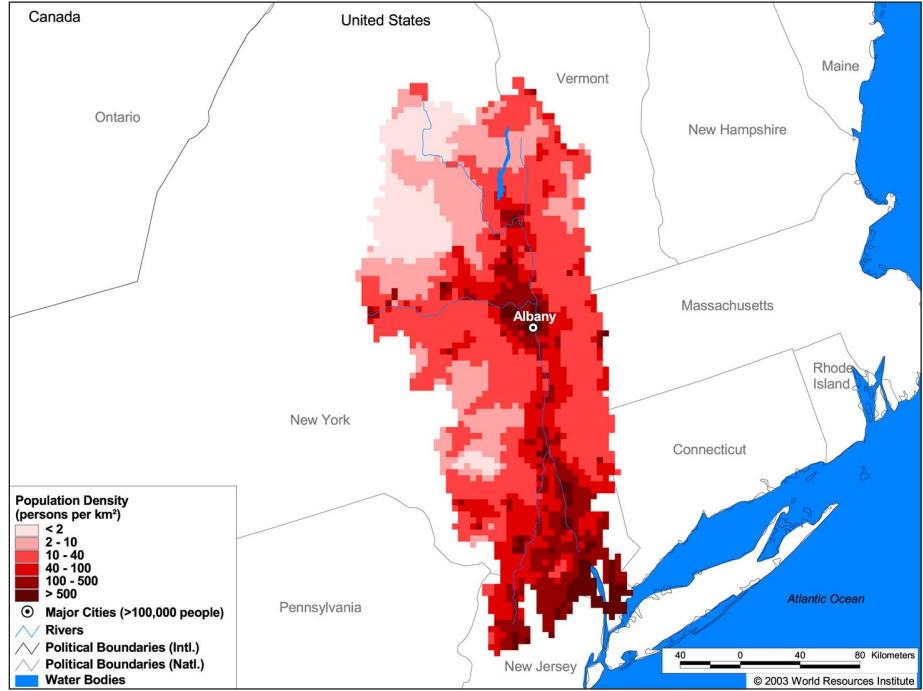 Canada
United States
Maine
Vermont
Ontario
New Hampshire
Albany
Massachusetts
Rhode
Island
New York
Connecticut
Population Density
(persons per km²)
< 2
2 - 10
10 - 40
40 - 100
100 - 500
> 500
Major Cities (>100,000 people)
Rivers
Political Boundaries (Intl.)
Political Boundaries (Natl.)
Water Bodies
Pennsylvania
Atlantic Ocean
New Jersey
40 0 40 80 Kilometers
© 2003 World Resources Institute